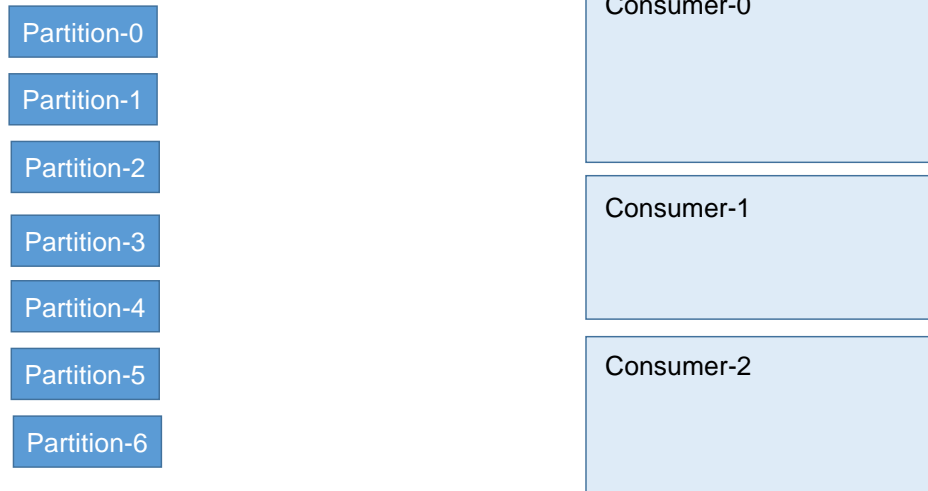 Partition-0
Partition-1
Partition-2
Partition-3
Partition-4
Partition-5
Partition-6
Consumer-0
Consumer-1
Consumer-2